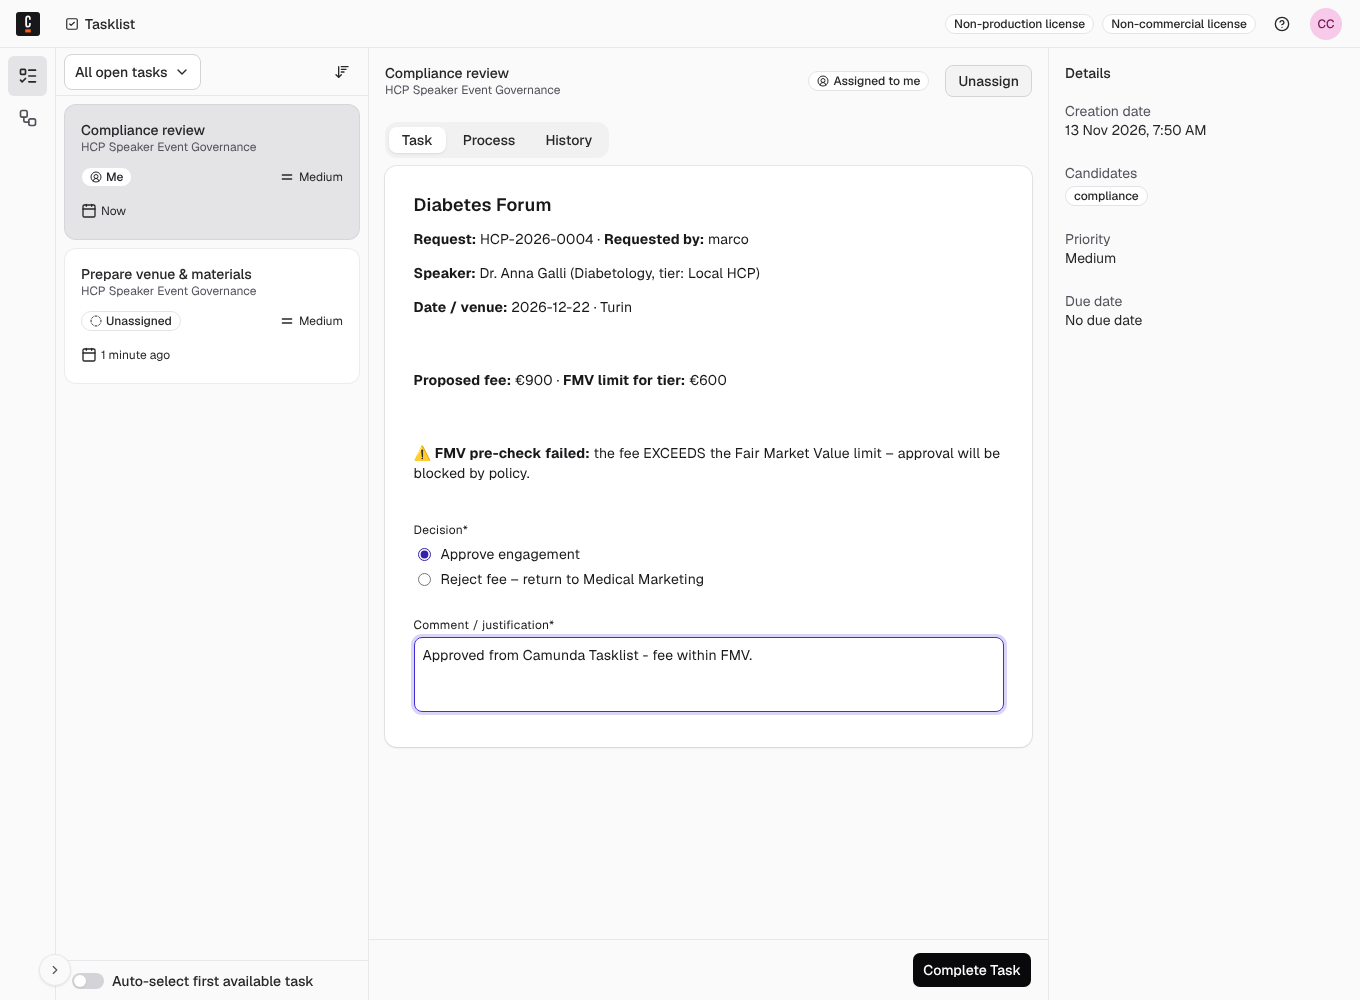 Tasklist
Non-production license
Non-commercial license
CC
All open tasks
Compliance review
HCP Speaker Event Governance
Me
Medium
Now
Prepare venue & materials
HCP Speaker Event Governance
Unassigned
Medium
1 minute ago
Auto-select first available task
Compliance review
HCP Speaker Event Governance
Assigned to me
Unassign
Task
Process
History
Diabetes Forum
Request: HCP-2026-0004 · Requested by: marco
Speaker: Dr. Anna Galli (Diabetology, tier: Local HCP)
Date / venue: 2026-12-22 · Turin
Proposed fee: €900 · FMV limit for tier: €600
⚠️ FMV pre-check failed: the fee EXCEEDS the Fair Market Value limit – approval will be
blocked by policy.
Decision*
Approve engagement
Reject fee – return to Medical Marketing
Comment / justification*
Approved from Camunda Tasklist - fee within FMV.
Complete Task
Details
Creation date
13 Nov 2026, 7:50 AM
Candidates
compliance
Priority
Medium
Due date
No due date